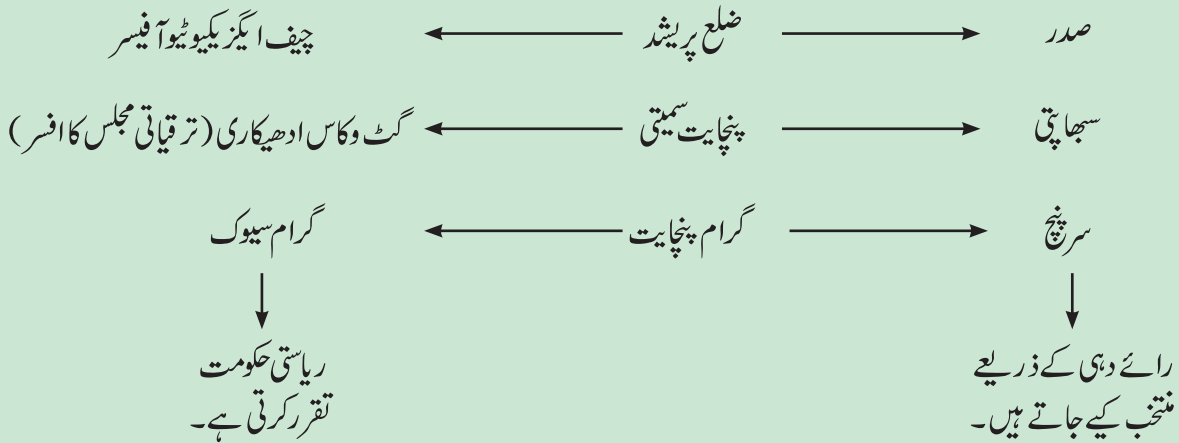 صدر ضلع پریشد چیف ایگزیکیوٹیو آفیسر
سبھاپتی پنچایت سمیتی گٹ وکاس ادھیکاری (ترقیاتی مجلس کا افسر)
سرپنچ گرام پنچایت گرام سیوک
رائے دہی کے ذریعے
منتخب کیے جاتے ہیں۔
ریاستی حکومت
تقرر کرتی ہے۔